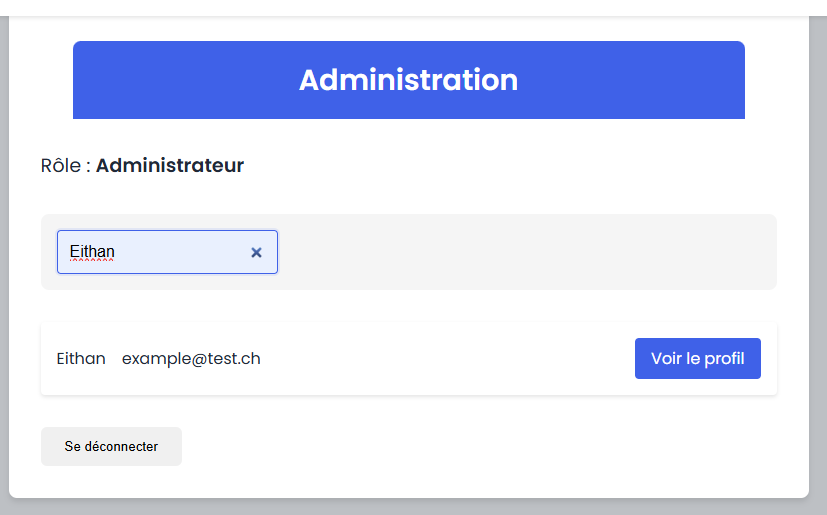 Administration
Rôle : Administrateur
Eithan
Eithan example@test.ch Voir le profil
Se déconnecter